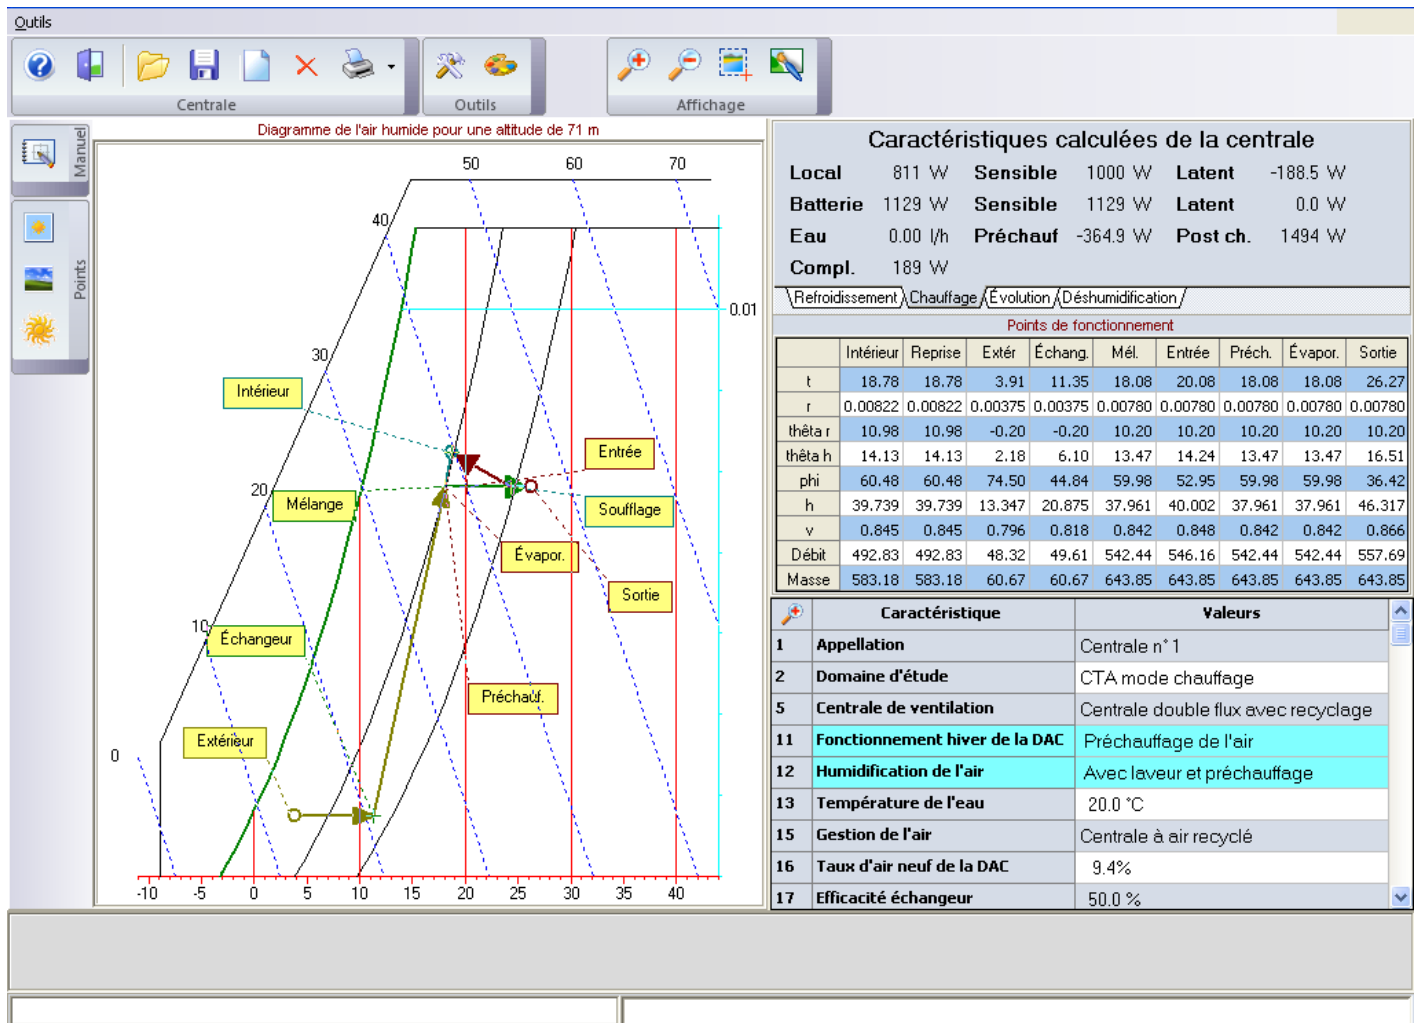 Outils
Centrale
Outils
Affichage
Manuel
Points
Diagramme de l'air humide pour une altitude de 71 m
50 60 70
40
0.01
30
Intérieur
Entrée
20
Mélange
Soufflage
Évapor.
Sortie
10
Échangeur
Préchauf.
Extérieur
0
-10 -5 0 5 10 15 20 25 30 35 40
Caractéristiques calculées de la centrale
Local 811 W Sensible 1000 W Latent -188.5 W
Batterie 1129 W Sensible 1129 W Latent 0.0 W
Eau 0.00 l/h Préchauf -364.9 W Post ch. 1494 W
Compl. 189 W
Refroidissement Chauffage Évolution Déshumidification
Points de fonctionnement
Intérieur Reprise Extér Échang. Mél. Entrée Préch. Évapor. Sortie
t 18.78 18.78 3.91 11.35 18.08 20.08 18.08 18.08 26.27
r 0.00822 0.00822 0.00375 0.00375 0.00780 0.00780 0.00780 0.00780 0.00780
thêta r 10.98 10.98 -0.20 -0.20 10.20 10.20 10.20 10.20 10.20
thêta h 14.13 14.13 2.18 6.10 13.47 14.24 13.47 13.47 16.51
phi 60.48 60.48 74.50 44.84 59.98 52.95 59.98 59.98 36.42
h 39.739 39.739 13.347 20.875 37.961 40.002 37.961 37.961 46.317
v 0.845 0.845 0.796 0.818 0.842 0.848 0.842 0.842 0.866
Débit 492.83 492.83 48.32 49.61 542.44 546.16 542.44 542.44 557.69
Masse 583.18 583.18 60.67 60.67 643.85 643.85 643.85 643.85 643.85
Caractéristique Valeurs
1 Appellation Centrale n° 1
2 Domaine d'étude CTA mode chauffage
5 Centrale de ventilation Centrale double flux avec recyclage
11 Fonctionnement hiver de la DAC Préchauffage de l'air
12 Humidification de l'air Avec laveur et préchauffage
13 Température de l'eau 20.0 °C
15 Gestion de l'air Centrale à air recyclé
16 Taux d'air neuf de la DAC 9.4%
17 Efficacité échangeur 50.0 %